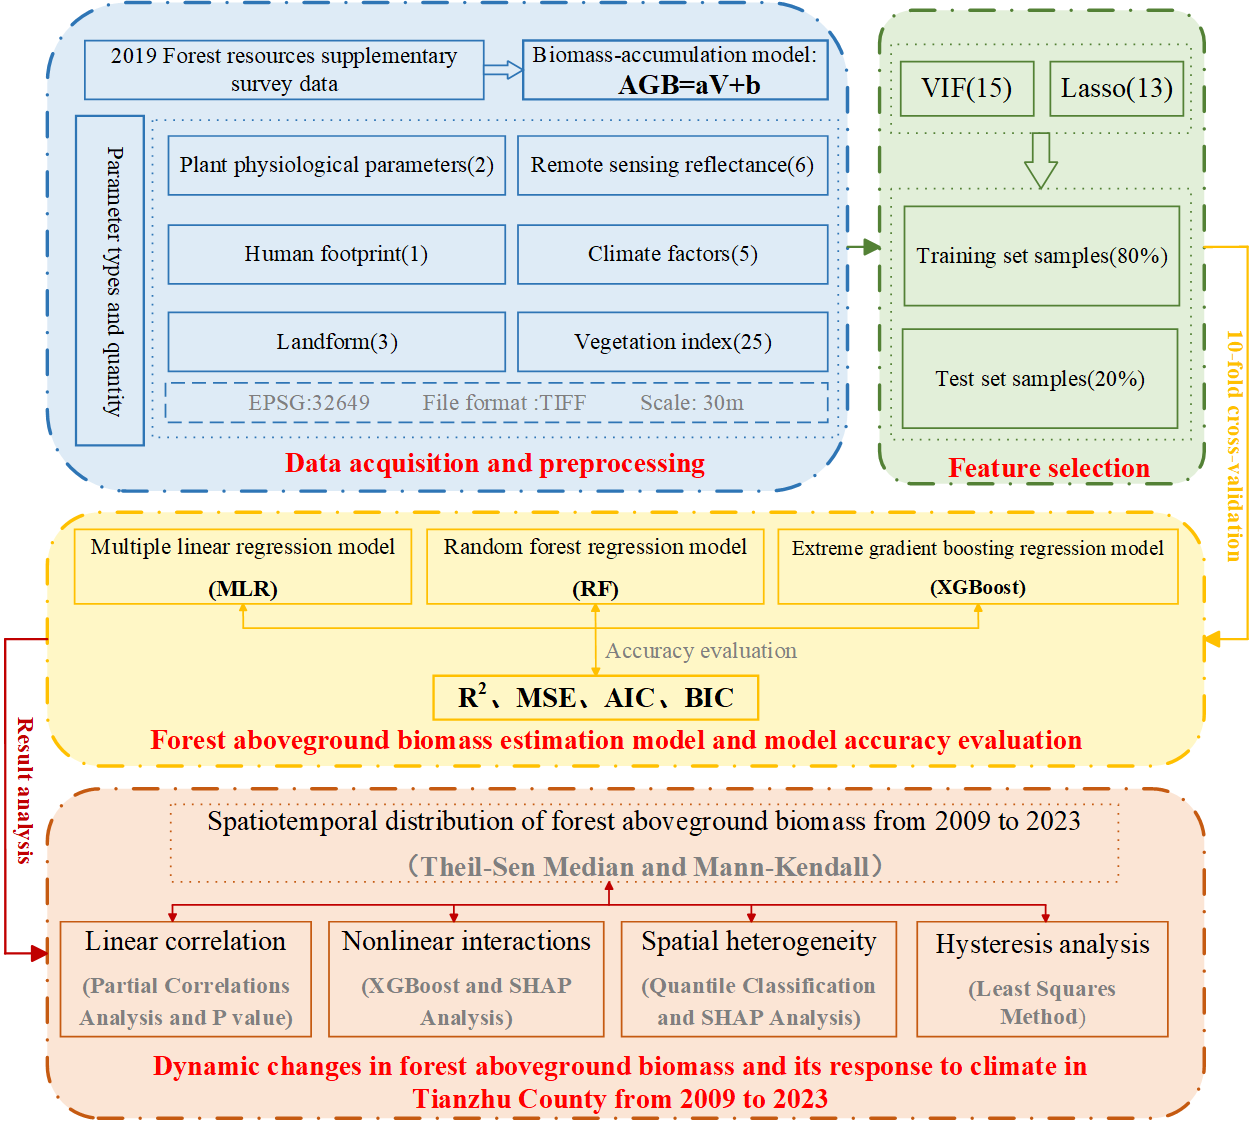 2019 Forest resources supplementary
survey data
Biomass-accumulation model:
AGB=aV+b
Parameter types and quantity
Plant physiological parameters(2)
Remote sensing reflectance(6)
Human footprint(1)
Climate factors(5)
Landform(3)
Vegetation index(25)
EPSG:32649
File format :TIFF
Scale: 30m
Data acquisition and preprocessing
VIF(15)
Lasso(13)
Training set samples(80%)
Test set samples(20%)
Feature selection
10-fold cross-validation
Multiple linear regression model
(MLR)
Random forest regression model
(RF)
Extreme gradient boosting regression model
(XGBoost)
Accuracy evaluation
R²、MSE、AIC、BIC
Forest aboveground biomass estimation model and model accuracy evaluation
Result analysis
Spatiotemporal distribution of forest aboveground biomass from 2009 to 2023
（Theil-Sen Median and Mann-Kendall）
Linear correlation
(Partial Correlations
Analysis and P value)
Nonlinear interactions
(XGBoost and SHAP
Analysis)
Spatial heterogeneity
(Quantile Classification
and SHAP Analysis)
Hysteresis analysis
(Least Squares
Method)
Dynamic changes in forest aboveground biomass and its response to climate in
Tianzhu County from 2009 to 2023